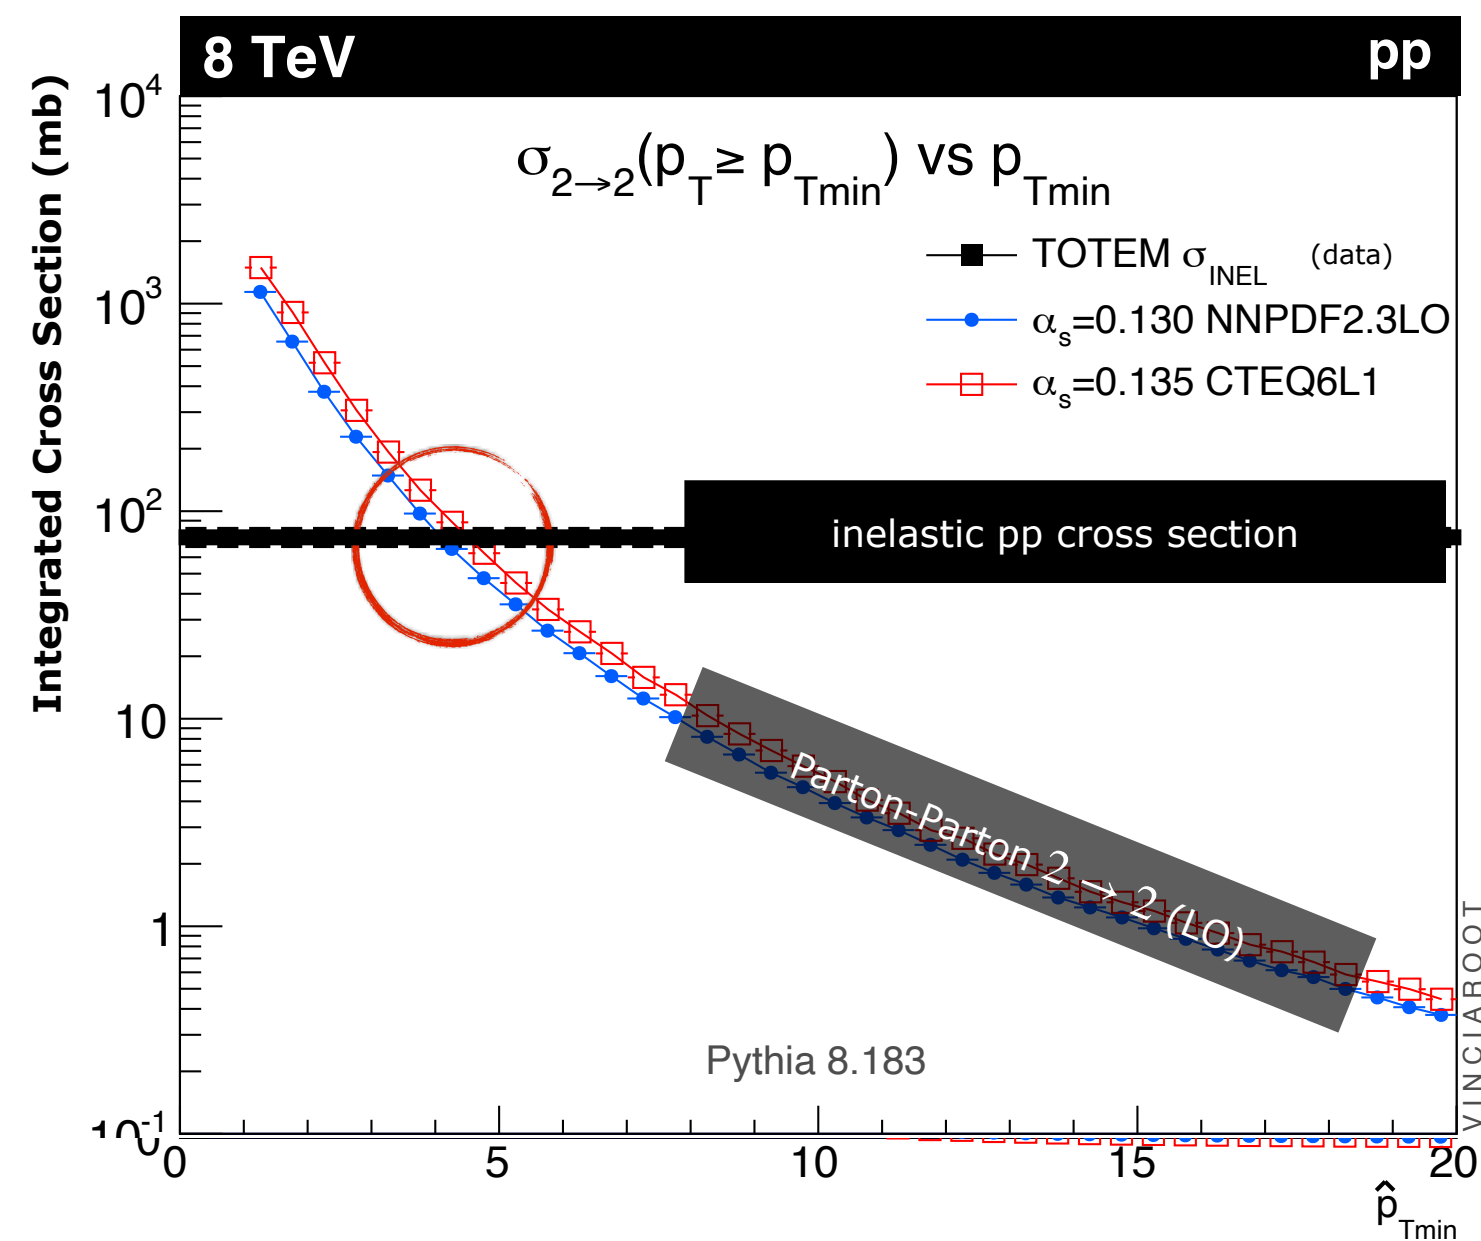 8 TeV pp
σ2→2(pT≥ pTmin) vs pTmin
TOTEM σINEL (data)
αs=0.130 NNPDF2.3LO
αs=0.135 CTEQ6L1
Integrated Cross Section (mb)
10^4
10^3
10^2
10
1
10^-1
inelastic pp cross section
Parton-Parton 2 → 2 (LO)
Pythia 8.183
VINCIAROOT
0 5 10 15 20
p̂Tmin